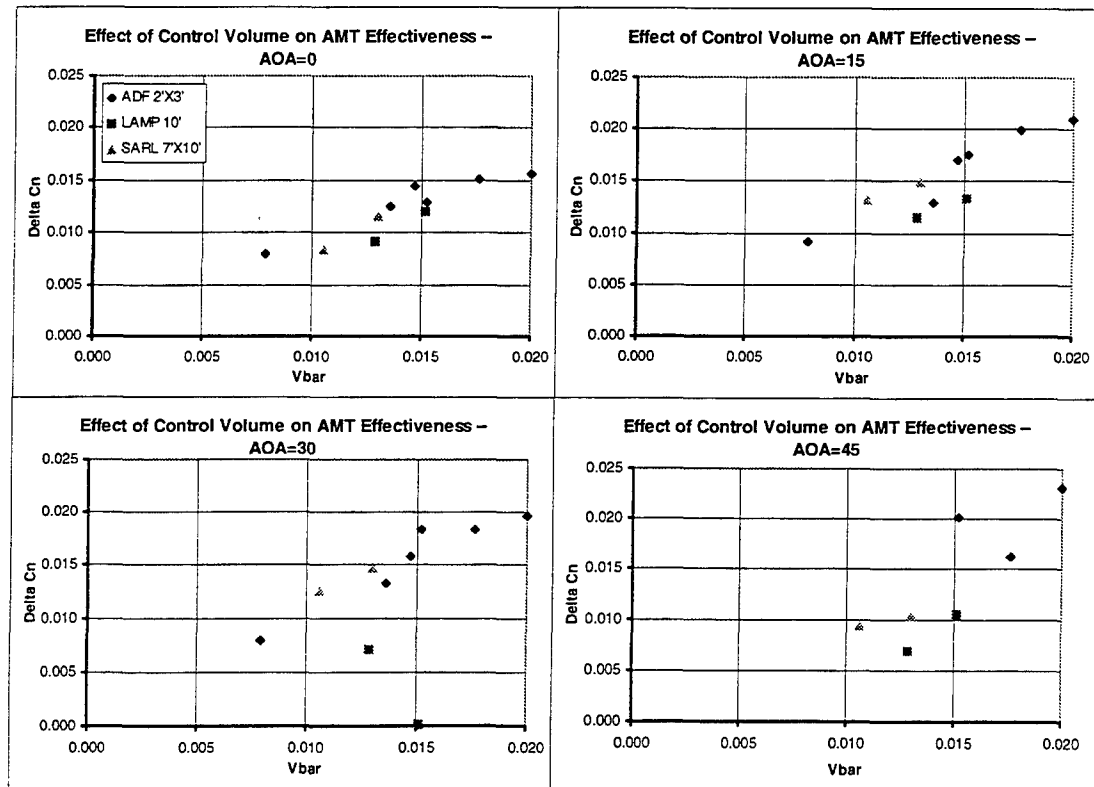 Effect of Control Volume on AMT Effectiveness –
AOA=0
0.025
0.020
0.015
0.010
0.005
0.000
Delta Cn
ADF 2'X3'
LAMP 10'
SARL 7'X10'
0.000 0.005 0.010 0.015 0.020
Vbar
Effect of Control Volume on AMT Effectiveness –
AOA=15
0.025
0.020
0.015
0.010
0.005
0.000
Delta Cn
0.000 0.005 0.010 0.015 0.020
Vbar
Effect of Control Volume on AMT Effectiveness –
AOA=30
0.025
0.020
0.015
0.010
0.005
0.000
Delta Cn
0.000 0.005 0.010 0.015 0.020
Vbar
Effect of Control Volume on AMT Effectiveness –
AOA=45
0.025
0.020
0.015
0.010
0.005
0.000
Delta Cn
0.000 0.005 0.010 0.015 0.020
Vbar